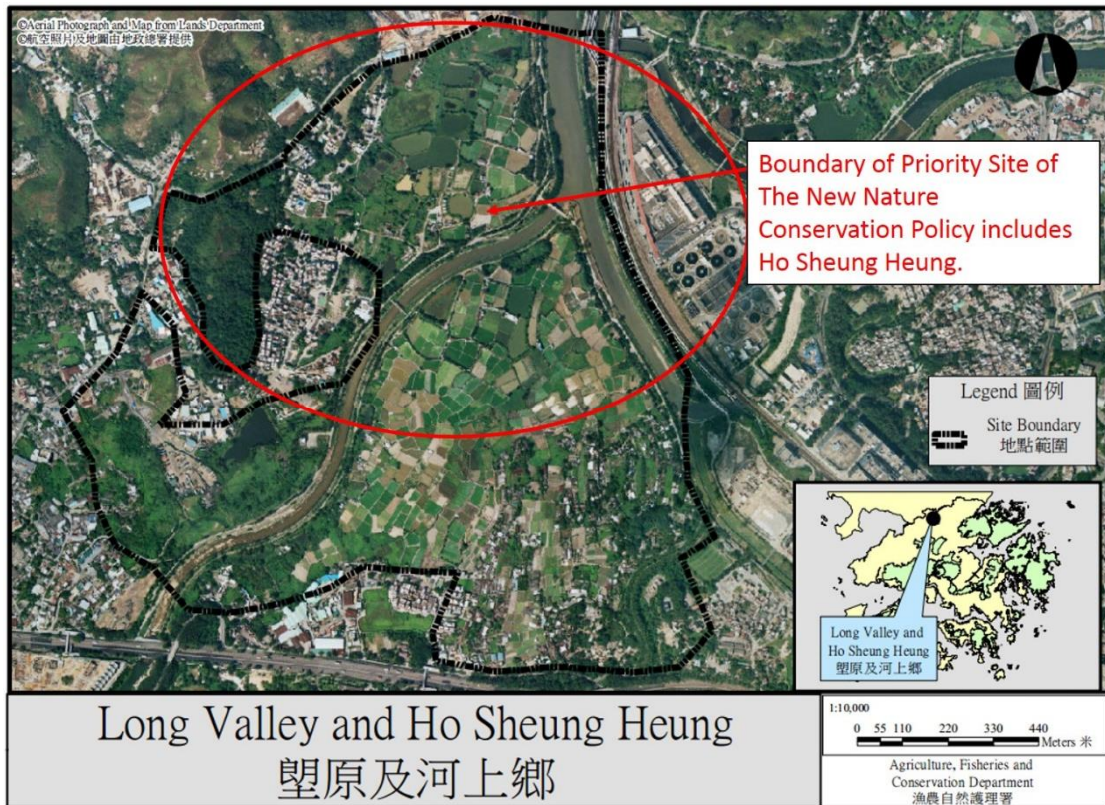 ©Aerial Photograph and Map from Lands Department
©航空照片及地圖由地政總署提供
Boundary of Priority Site of
The New Nature
Conservation Policy includes
Ho Sheung Heung.
Legend 圖例
Site Boundary
地點範圍
Long Valley and
Ho Sheung Heung
塱原及河上鄉
Long Valley and Ho Sheung Heung
塱原及河上鄉
1:10,000
0 55 110 220 330 440
Meters 米
Agriculture, Fisheries and
Conservation Department
漁農自然護理署